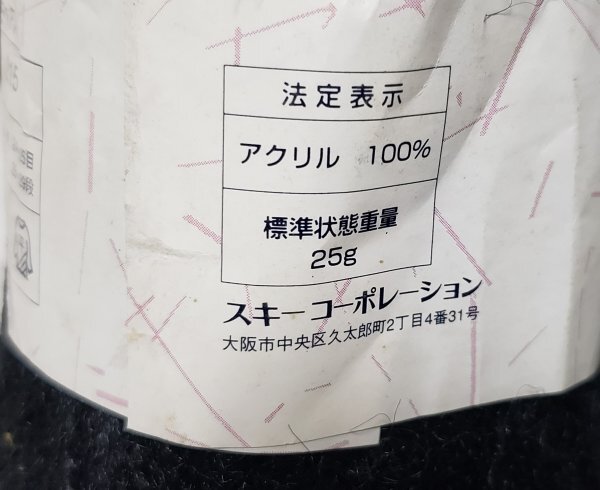 法定表示
アクリル 100%
標準状態重量
25g
スキーコーポレーション
大阪市中央区久太郎町2丁目4番31号